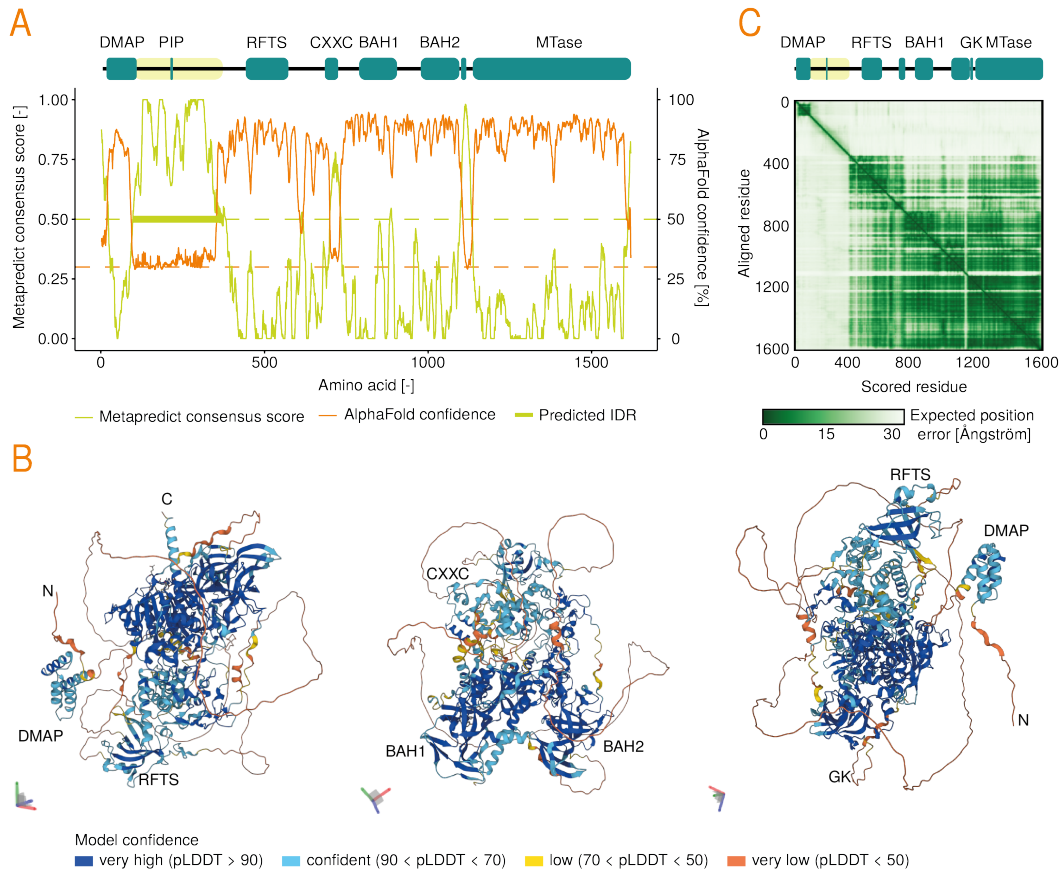 A
DMAP PIP RFTS CXXC BAH1 BAH2 MTase
Metapredict consensus score [-]
1.00
0.75
0.50
0.25
0.00
100
75
50
25
0
AlphaFold confidence [%]
0 500 1000 1500
Amino acid [-]
Metapredict consensus score AlphaFold confidence Predicted IDR
C
DMAP RFTS BAH1 GK MTase
Aligned residue
0
400
800
1200
1600
0 400 800 1200 1600
Scored residue
0 15 30
Expected position
error [Ångström]
B
C
N
DMAP
RFTS
CXXC
BAH1
BAH2
RFTS
DMAP
N
GK
Model confidence
very high (pLDDT > 90) confident (90 < pLDDT < 70) low (70 < pLDDT < 50) very low (pLDDT < 50)